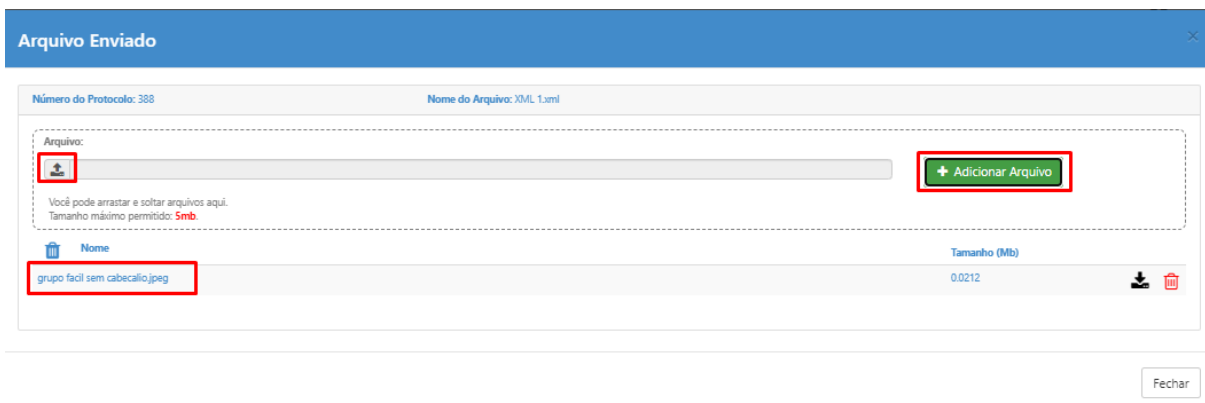 Arquivo Enviado
Número do Protocolo: 388 Nome do Arquivo: XML 1.xml
Arquivo:
+ Adicionar Arquivo
Você pode arrastar e soltar arquivos aqui.
Tamanho máximo permitido: 5mb.
Nome Tamanho (Mb)
grupo facil sem cabecalio.jpeg 0.0212
Fechar